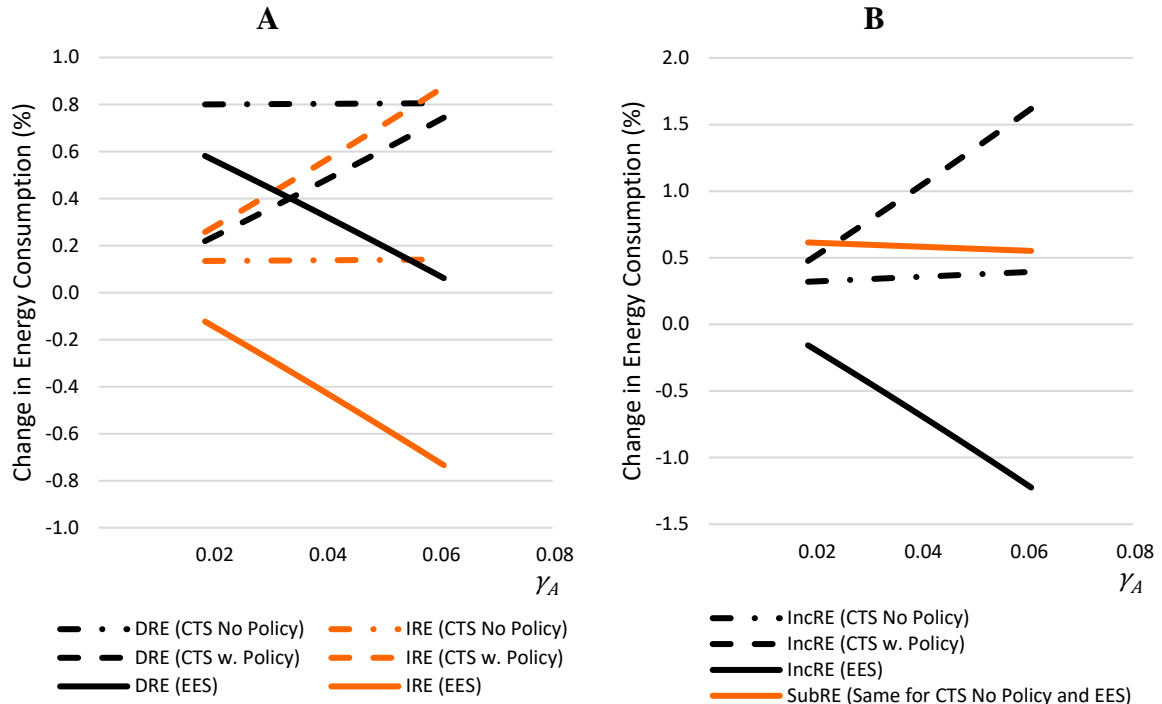 A
Change in Energy Consumption (%)
1.0
0.8
0.6
0.4
0.2
0.0
-0.2
-0.4
-0.6
-0.8
-1.0
0.02 0.04 0.06 0.08
γA
DRE (CTS No Policy) IRE (CTS No Policy)
DRE (CTS w. Policy) IRE (CTS w. Policy)
DRE (EES) IRE (EES)
B
Change in Energy Consumption (%)
2.0
1.5
1.0
0.5
0.0
-0.5
-1.0
-1.5
0.02 0.04 0.06 0.08
γA
IncRE (CTS No Policy)
IncRE (CTS w. Policy)
IncRE (EES)
SubRE (Same for CTS No Policy and EES)